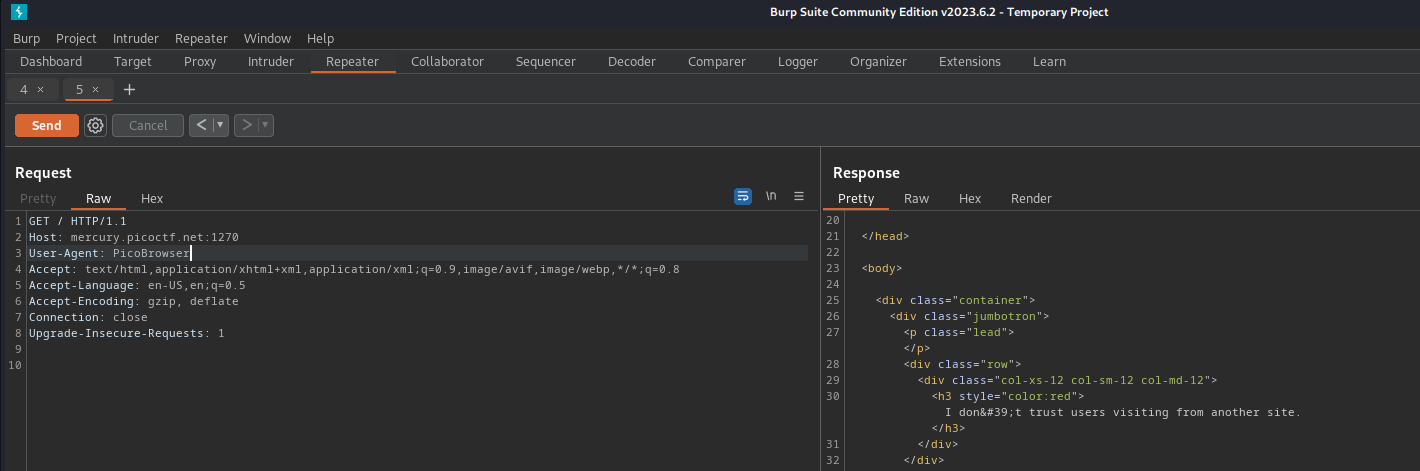 Burp Suite Community Edition v2023.6.2 - Temporary Project
Burp Project Intruder Repeater Window Help
Dashboard Target Proxy Intruder Repeater Collaborator Sequencer Decoder Comparer Logger Organizer Extensions Learn
4 × 5 × +
Send Cancel < ▼ > ▼
Request
Pretty Raw Hex \n
1 GET / HTTP/1.1
2 Host: mercury.picoctf.net:1270
3 User-Agent: PicoBrowser
4 Accept: text/html,application/xhtml+xml,application/xml;q=0.9,image/avif,image/webp,*/*;q=0.8
5 Accept-Language: en-US,en;q=0.5
6 Accept-Encoding: gzip, deflate
7 Connection: close
8 Upgrade-Insecure-Requests: 1
9
10
Response
Pretty Raw Hex Render
20
21 </head>
22
23 <body>
24
25 <div class="container">
26 <div class="jumbotron">
27 <p class="lead">
</p>
28 <div class="row">
29 <div class="col-xs-12 col-sm-12 col-md-12">
30 <h3 style="color:red">
I don&#39;t trust users visiting from another site.
</h3>
31 </div>
32 </div>